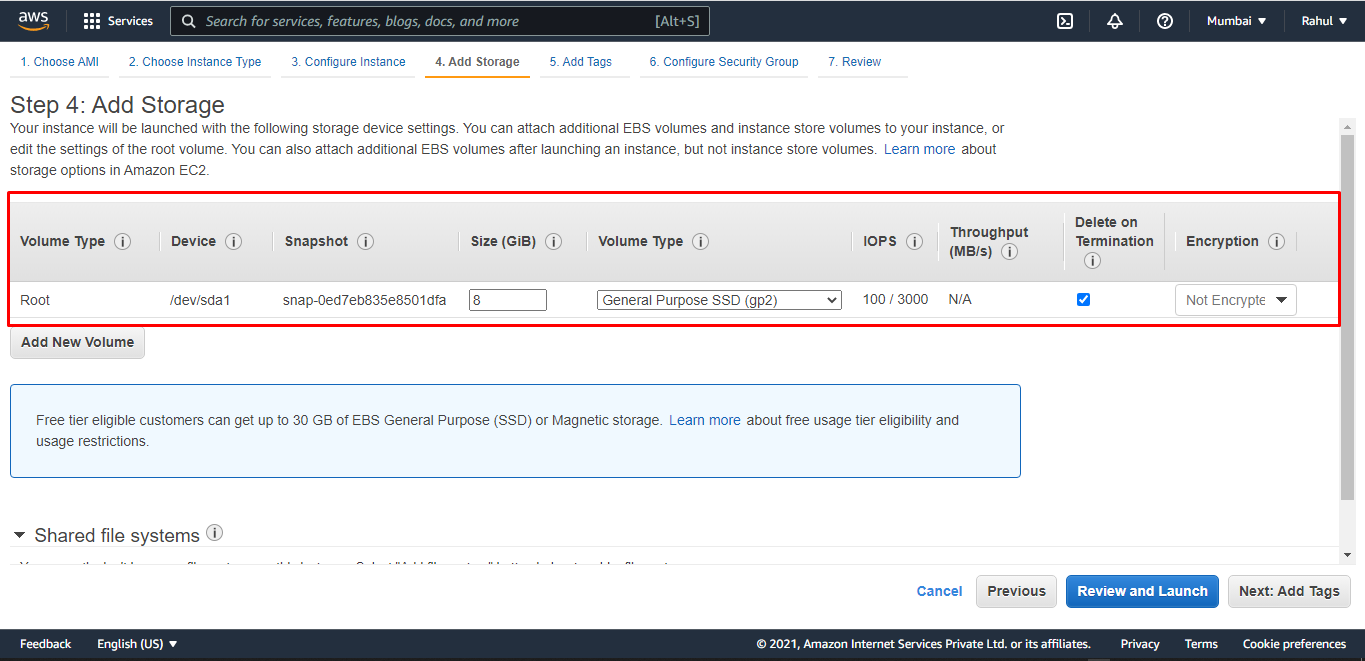 aws
Services
Search for services, features, blogs, docs, and more [Alt+S]
Mumbai
Rahul
1. Choose AMI
2. Choose Instance Type
3. Configure Instance
4. Add Storage
5. Add Tags
6. Configure Security Group
7. Review
Step 4: Add Storage
Your instance will be launched with the following storage device settings. You can attach additional EBS volumes and instance store volumes to your instance, or
edit the settings of the root volume. You can also attach additional EBS volumes after launching an instance, but not instance store volumes. Learn more about
storage options in Amazon EC2.
Volume Type
Device
Snapshot
Size (GiB)
Volume Type
IOPS
Throughput
(MB/s)
Delete on
Termination
Encryption
Root
/dev/sda1
snap-0ed7eb835e8501dfa
8
General Purpose SSD (gp2)
100 / 3000
N/A
Not Encrypte
Add New Volume
Free tier eligible customers can get up to 30 GB of EBS General Purpose (SSD) or Magnetic storage. Learn more about free usage tier eligibility and
usage restrictions.
Shared file systems
Cancel
Previous
Review and Launch
Next: Add Tags
Feedback
English (US)
© 2021, Amazon Internet Services Private Ltd. or its affiliates.
Privacy
Terms
Cookie preferences